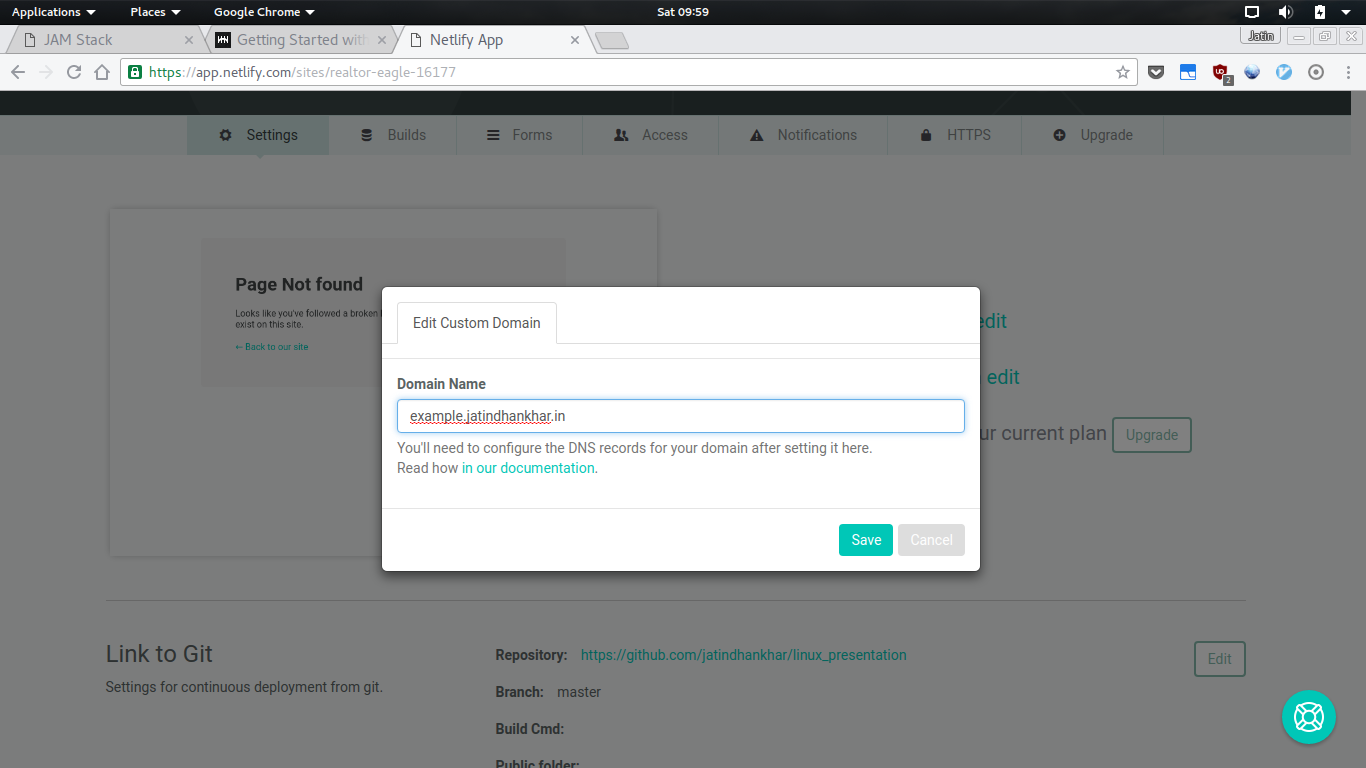 Applications Places Google Chrome Sat 09:59
JAM Stack Getting Started with Netlify App Jatin
https://app.netlify.com/sites/realtor-eagle-16177 2
Settings Builds Forms Access Notifications HTTPS Upgrade
Page Not found
Looks like you've followed a broken
exist on this site.
← Back to our site
edit
edit
ur current plan Upgrade
Edit Custom Domain
Domain Name
example.jatindhankhar.in
You'll need to configure the DNS records for your domain after setting it here.
Read how in our documentation.
Save Cancel
Link to Git
Settings for continuous deployment from git.
Repository: https://github.com/jatindhankhar/linux_presentation
Edit
Branch: master
Build Cmd:
Public folder: